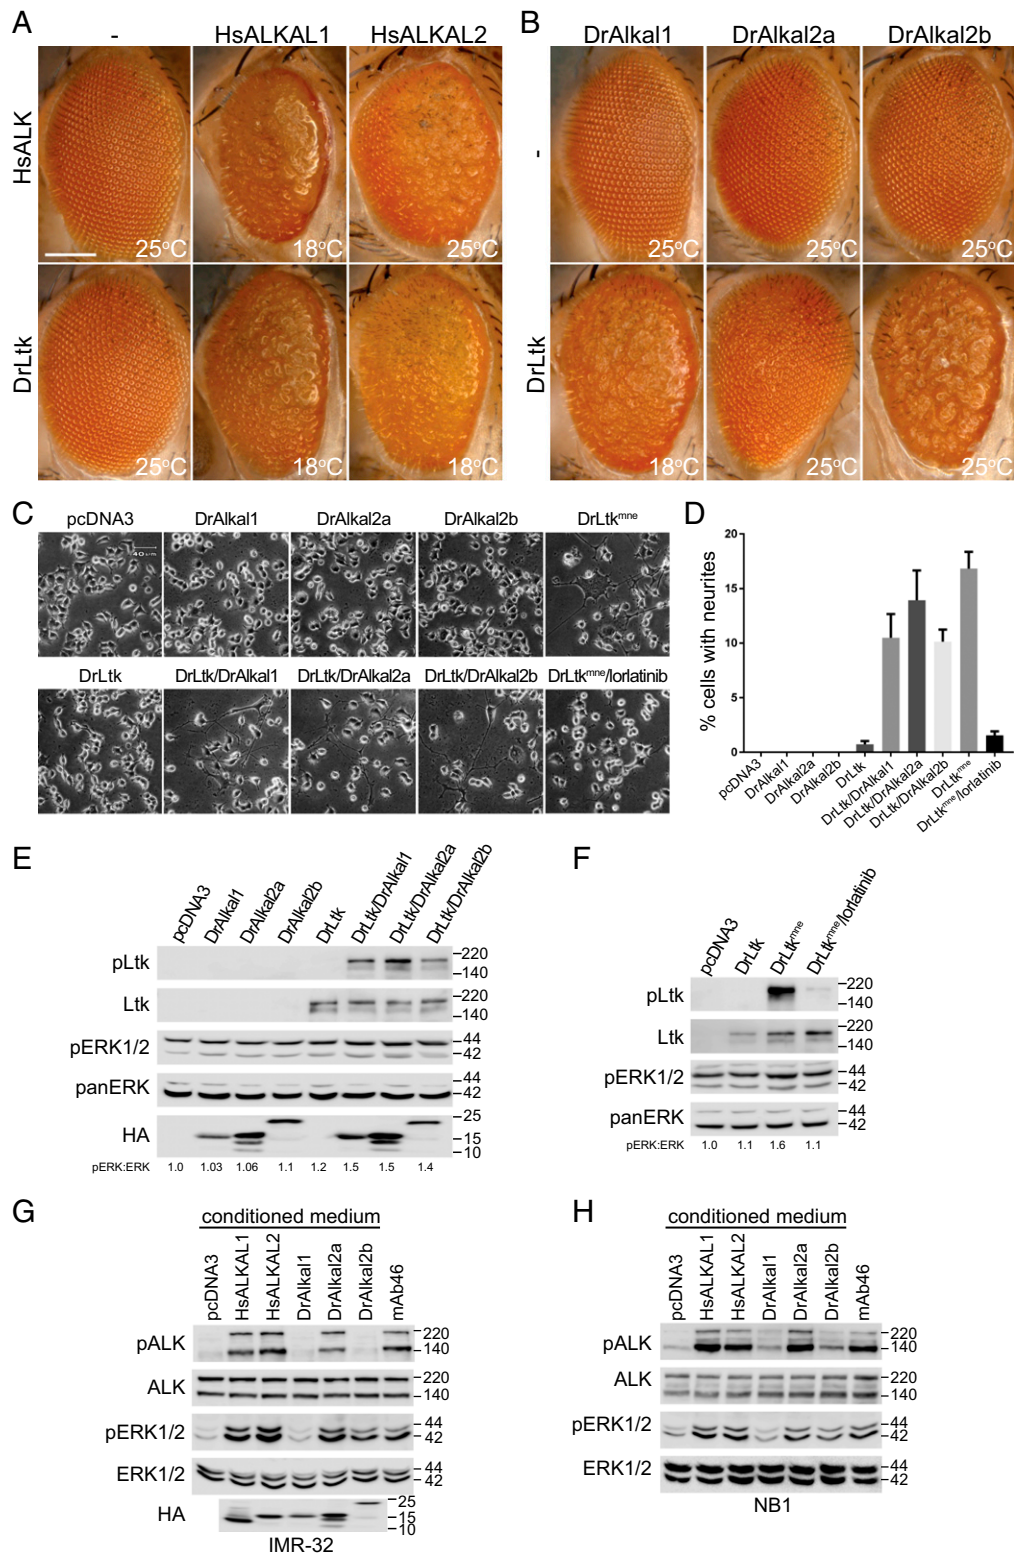 A
B
- HsALKAL1 HsALKAL2
DrAlkal1 DrAlkal2a DrAlkal2b
HsALK
-
25°C 18°C 25°C
25°C 25°C 25°C
DrLtk
DrLtk
25°C 18°C 18°C
18°C 25°C 25°C
C
pcDNA3 DrAlkal1 DrAlkal2a DrAlkal2b DrLtkmne
40 um
DrLtk DrLtk/DrAlkal1 DrLtk/DrAlkal2a DrLtk/DrAlkal2b DrLtkmne/lorlatinib
D
% cells with neurites
20
15
10
5
0
pcDNA3
DrAlkal1
DrAlkal2a
DrAlkal2b
DrLtk
DrLtk/DrAlkal1
DrLtk/DrAlkal2a
DrLtk/DrAlkal2b
DrLtkmne
DrLtkmne/lorlatinib
E
pcDNA3
DrAlkal1
DrAlkal2a
DrAlkal2b
DrLtk
DrLtk/DrAlkal1
DrLtk/DrAlkal2a
DrLtk/DrAlkal2b
pLtk
220
140
Ltk
220
140
pERK1/2
44
42
panERK
44
42
HA
25
15
10
pERK:ERK 1.0 1.03 1.06 1.1 1.2 1.5 1.5 1.4
F
pcDNA3
DrLtk
DrLtkmne
DrLtkmne/lorlatinib
pLtk
220
140
Ltk
220
140
pERK1/2
44
42
panERK
44
42
pERK:ERK 1.0 1.1 1.6 1.1
G
conditioned medium
pcDNA3
HsALKAL1
HsALKAL2
DrAlkal1
DrAlkal2a
DrAlkal2b
mAb46
pALK
220
140
ALK
220
140
pERK1/2
44
42
ERK1/2
44
42
HA
25
15
10
IMR-32
H
conditioned medium
pcDNA3
HsALKAL1
HsALKAL2
DrAlkal1
DrAlkal2a
DrAlkal2b
mAb46
pALK
220
140
ALK
220
140
pERK1/2
44
42
ERK1/2
44
42
NB1